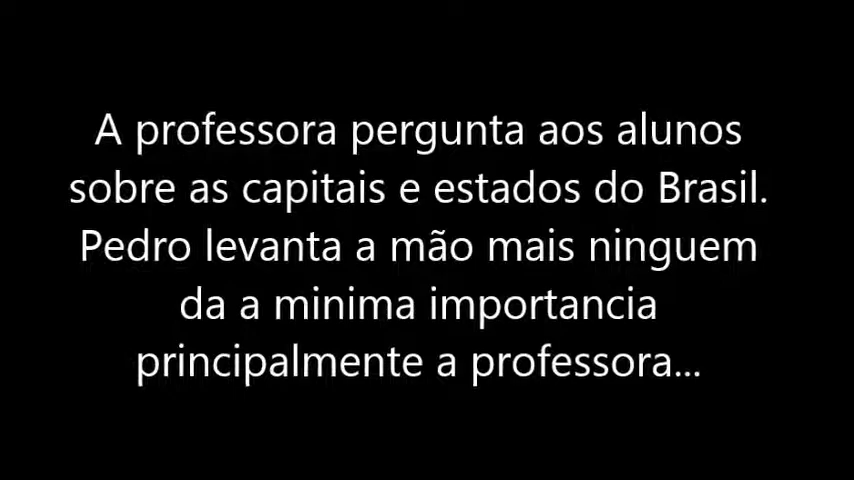 A professora pergunta aos alunos
sobre as capitais e estados do Brasil.
Pedro levanta a mão mais ninguem
da a minima importancia
principalmente a professora...